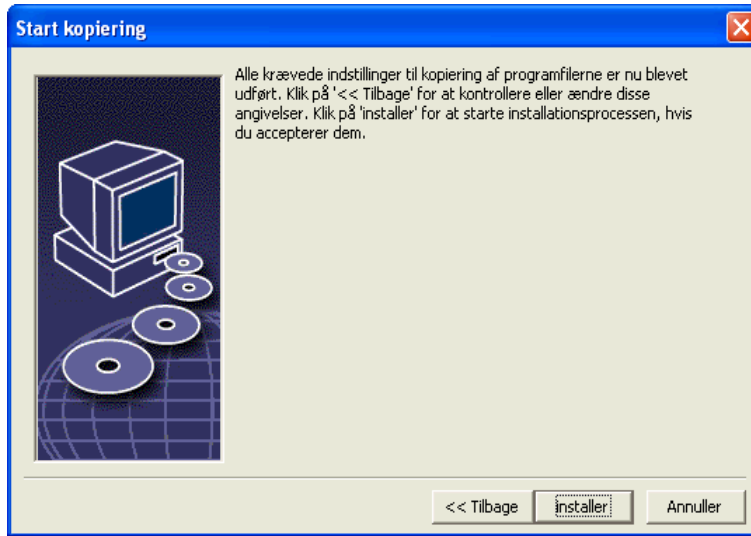 Start kopiering
Alle krævede indstillinger til kopiering af programfilerne er nu blevet
udført. Klik på '<< Tilbage' for at kontrollere eller ændre disse
angivelser. Klik på 'installer' for at starte installationsprocessen, hvis
du accepterer dem.
<< Tilbage
installer
Annuller